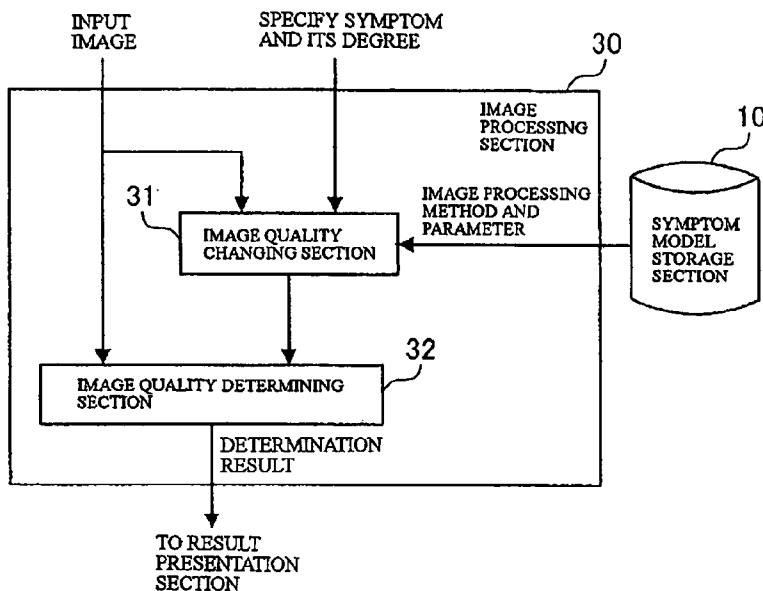 INPUT
IMAGE
SPECIFY SYMPTOM
AND ITS DEGREE
30
IMAGE
PROCESSING
SECTION
10
31
IMAGE PROCESSING
METHOD AND
PARAMETER
IMAGE QUALITY
CHANGING SECTION
SYMPTOM
MODEL
STORAGE
SECTION
32
IMAGE QUALITY DETERMINING
SECTION
DETERMINATION
RESULT
TO RESULT
PRESENTATION
SECTION